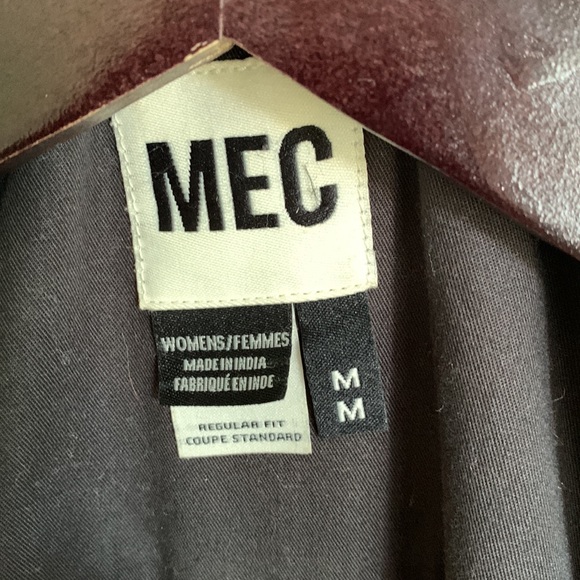 MEC
WOMENS/FEMMES
MADE IN INDIA
FABRIQUÉ EN INDE
M
M
REGULAR FIT
COUPE STANDARD